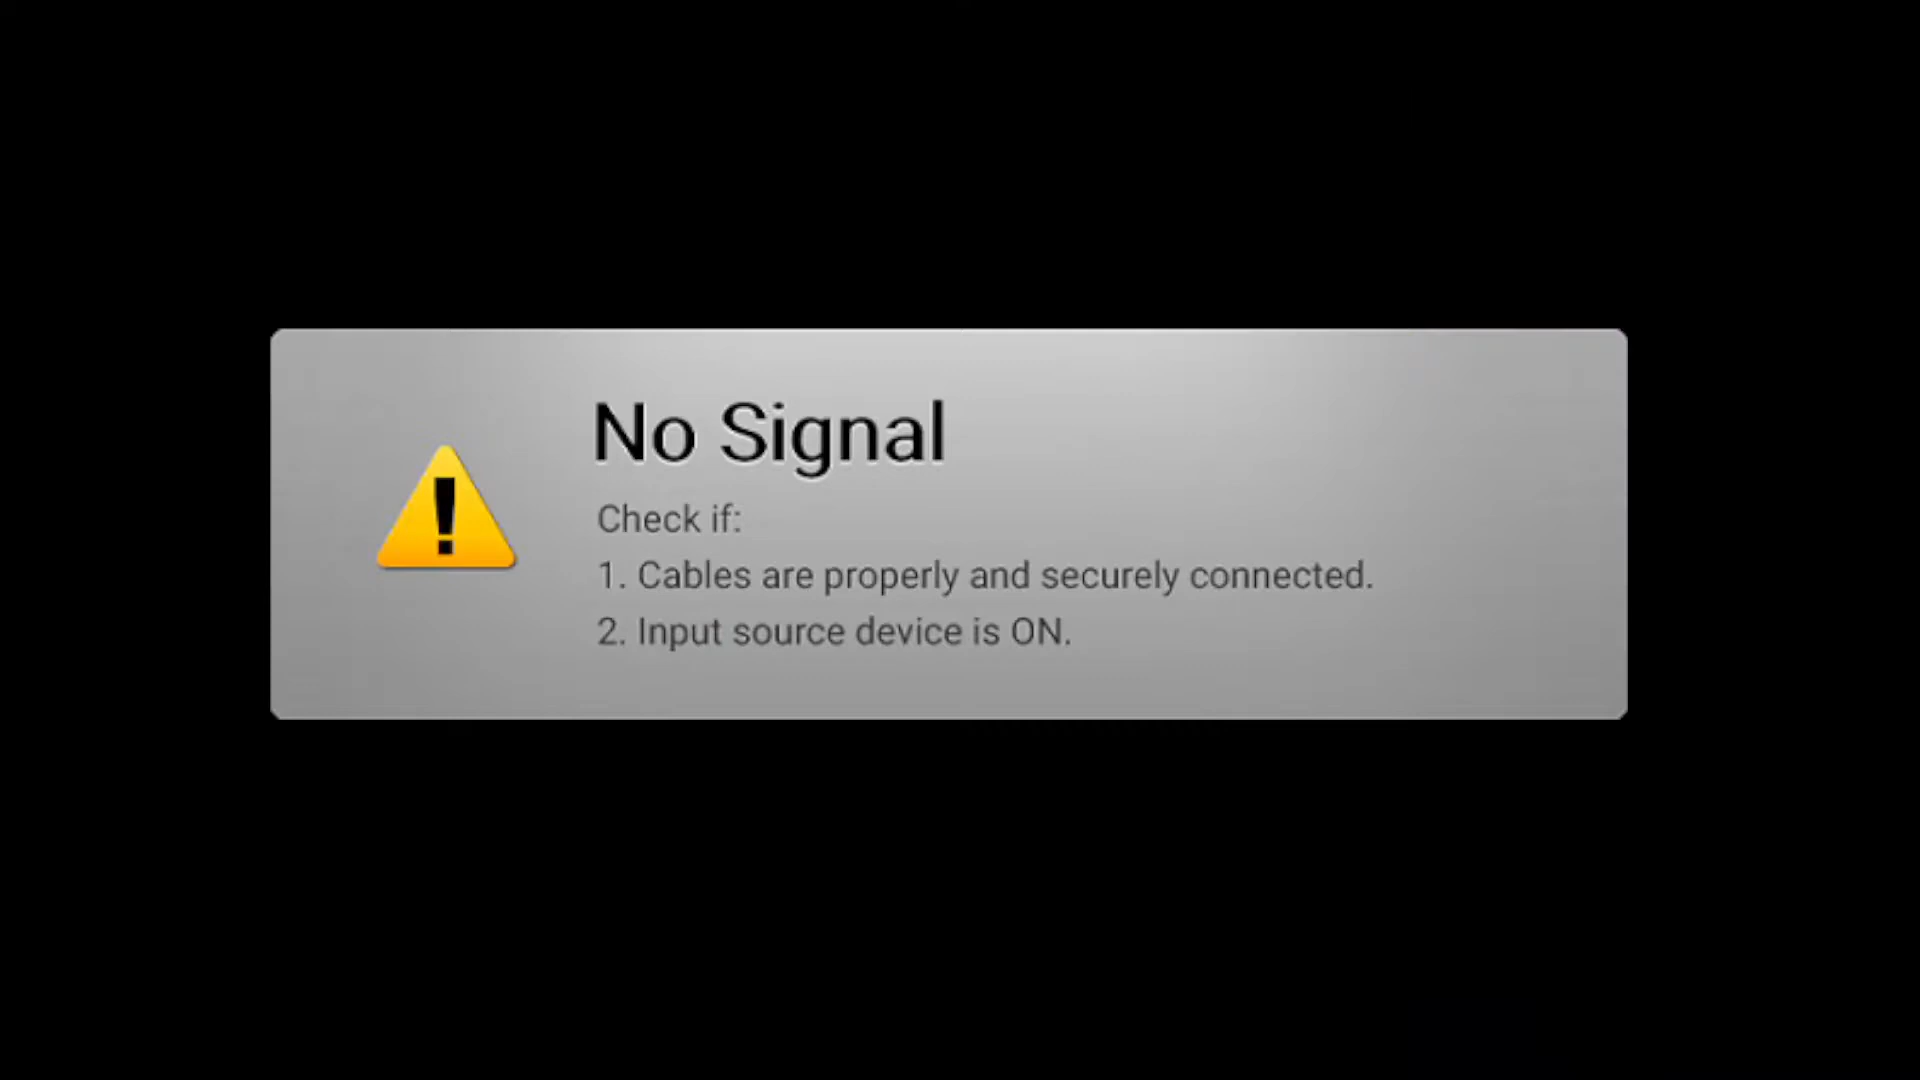 No Signal
Check if:
1. Cables are properly and securely connected.
2. Input source device is ON.